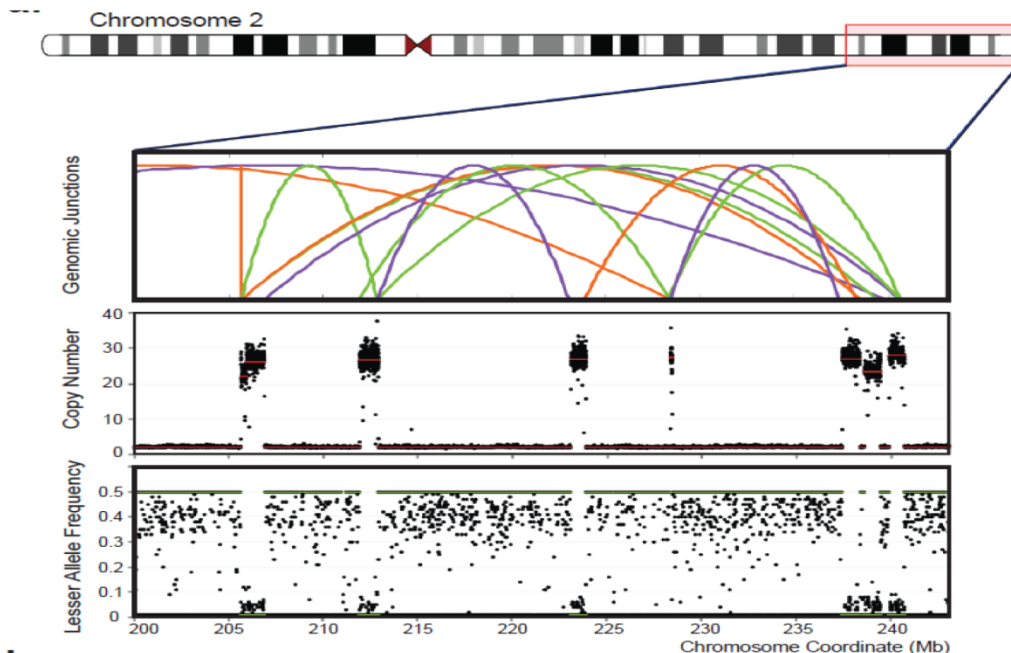 Chromosome 2
Genomic Junctions
Copy Number
40
30
20
10
0
Lesser Allele Frequency
0.5
0.4
0.3
0.2
0.1
0
200 205 210 215 220 225 230 235 240
Chromosome Coordinate (Mb)